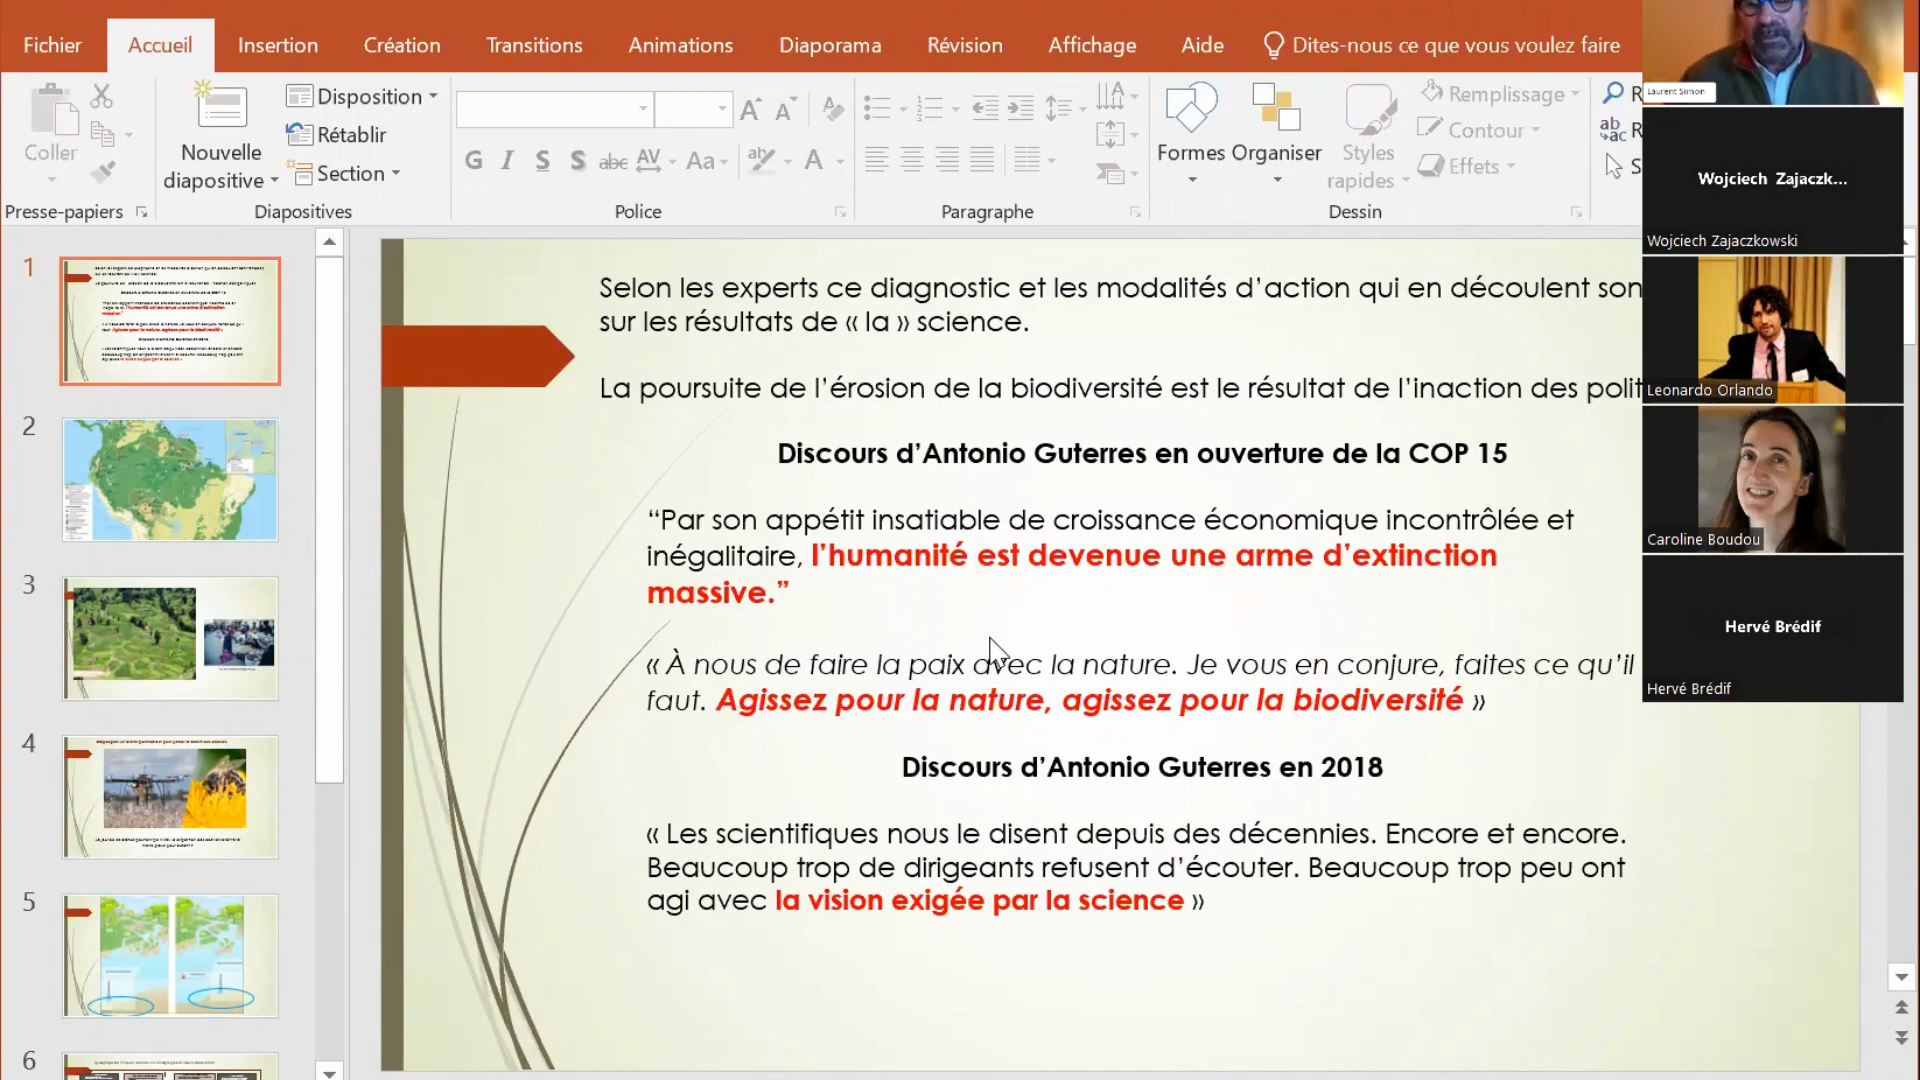 Fichier Accueil Insertion Création Transitions Animations Diaporama Révision Affichage Aide Dites-nous ce que vous voulez faire
Coller
Nouvelle
diapositive
Disposition
Rétablir
Section
G I S S abc AV Aa A
Formes
Organiser
Styles
rapides
Remplissage
Contour
Effets
R
R
S
Presse-papiers Diapositives Police Paragraphe Dessin
1
2
3
4
5
6
Selon les experts ce diagnostic et les modalités d’action qui en découlent son
sur les résultats de « la » science.
La poursuite de l’érosion de la biodiversité est le résultat de l’inaction des polit
Discours d’Antonio Guterres en ouverture de la COP 15
“Par son appétit insatiable de croissance économique incontrôlée et
inégalitaire, l’humanité est devenue une arme d’extinction
massive.”
« À nous de faire la paix avec la nature. Je vous en conjure, faites ce qu’il
faut. Agissez pour la nature, agissez pour la biodiversité »
Discours d’Antonio Guterres en 2018
« Les scientifiques nous le disent depuis des décennies. Encore et encore.
Beaucoup trop de dirigeants refusent d’écouter. Beaucoup trop peu ont
agi avec la vision exigée par la science »
Laurent Simon
Wojciech Zajaczk...
Wojciech Zajaczkowski
Leonardo Orlando
Caroline Boudou
Hervé Brédif
Hervé Brédif